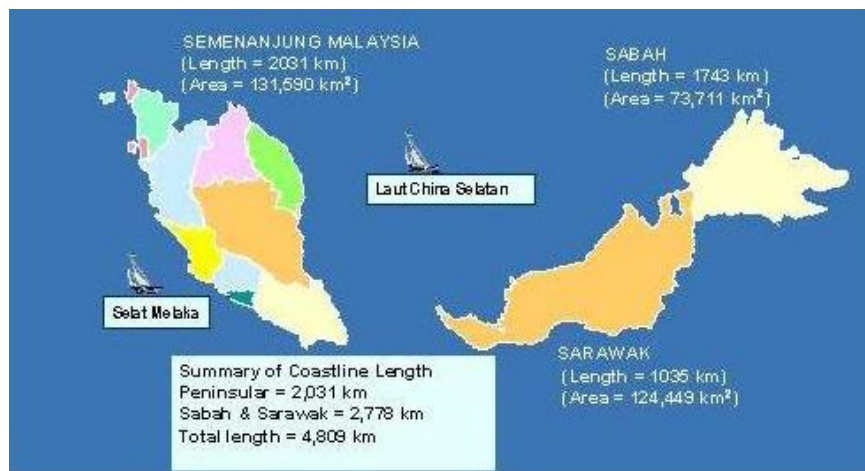 SEMENANJUNG MALAYSIA
(Length = 2031 km)
(Area = 131,590 km²)
SABAH
(Length = 1743 km)
(Area = 73,711 km²)
Laut China Selatan
Selat Melaka
SARAWAK
(Length = 1035 km)
(Area = 124,449 km²)
Summary of Coastline Length
Peninsular = 2,031 km
Sabah & Sarawak = 2,778 km
Total length = 4,809 km